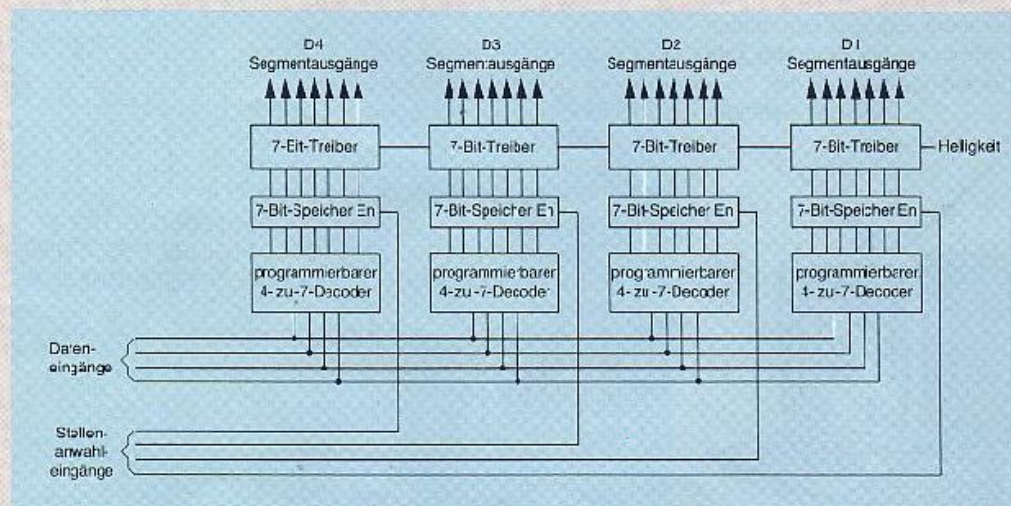 D4
Segmentausgänge
D3
Segmentausgänge
D2
Segmentausgänge
D1
Segmentausgänge
7-Bit-Treiber
7-Bit-Treiber
7-Bit-Treiber
7-Bit-Treiber
Helligkeit
7-Bit-Speicher En
7-Bit-Speicher En
7-Bit-Speicher En
7-Bit-Speicher En
programmierbarer
4-zu-7-Decoder
programmierbarer
4-zu-7-Decoder
programmierbarer
4-zu-7-Decoder
programmierbarer
4-zu-7-Decoder
Daten-
eingänge
Stellen-
anwahl-
eingänge